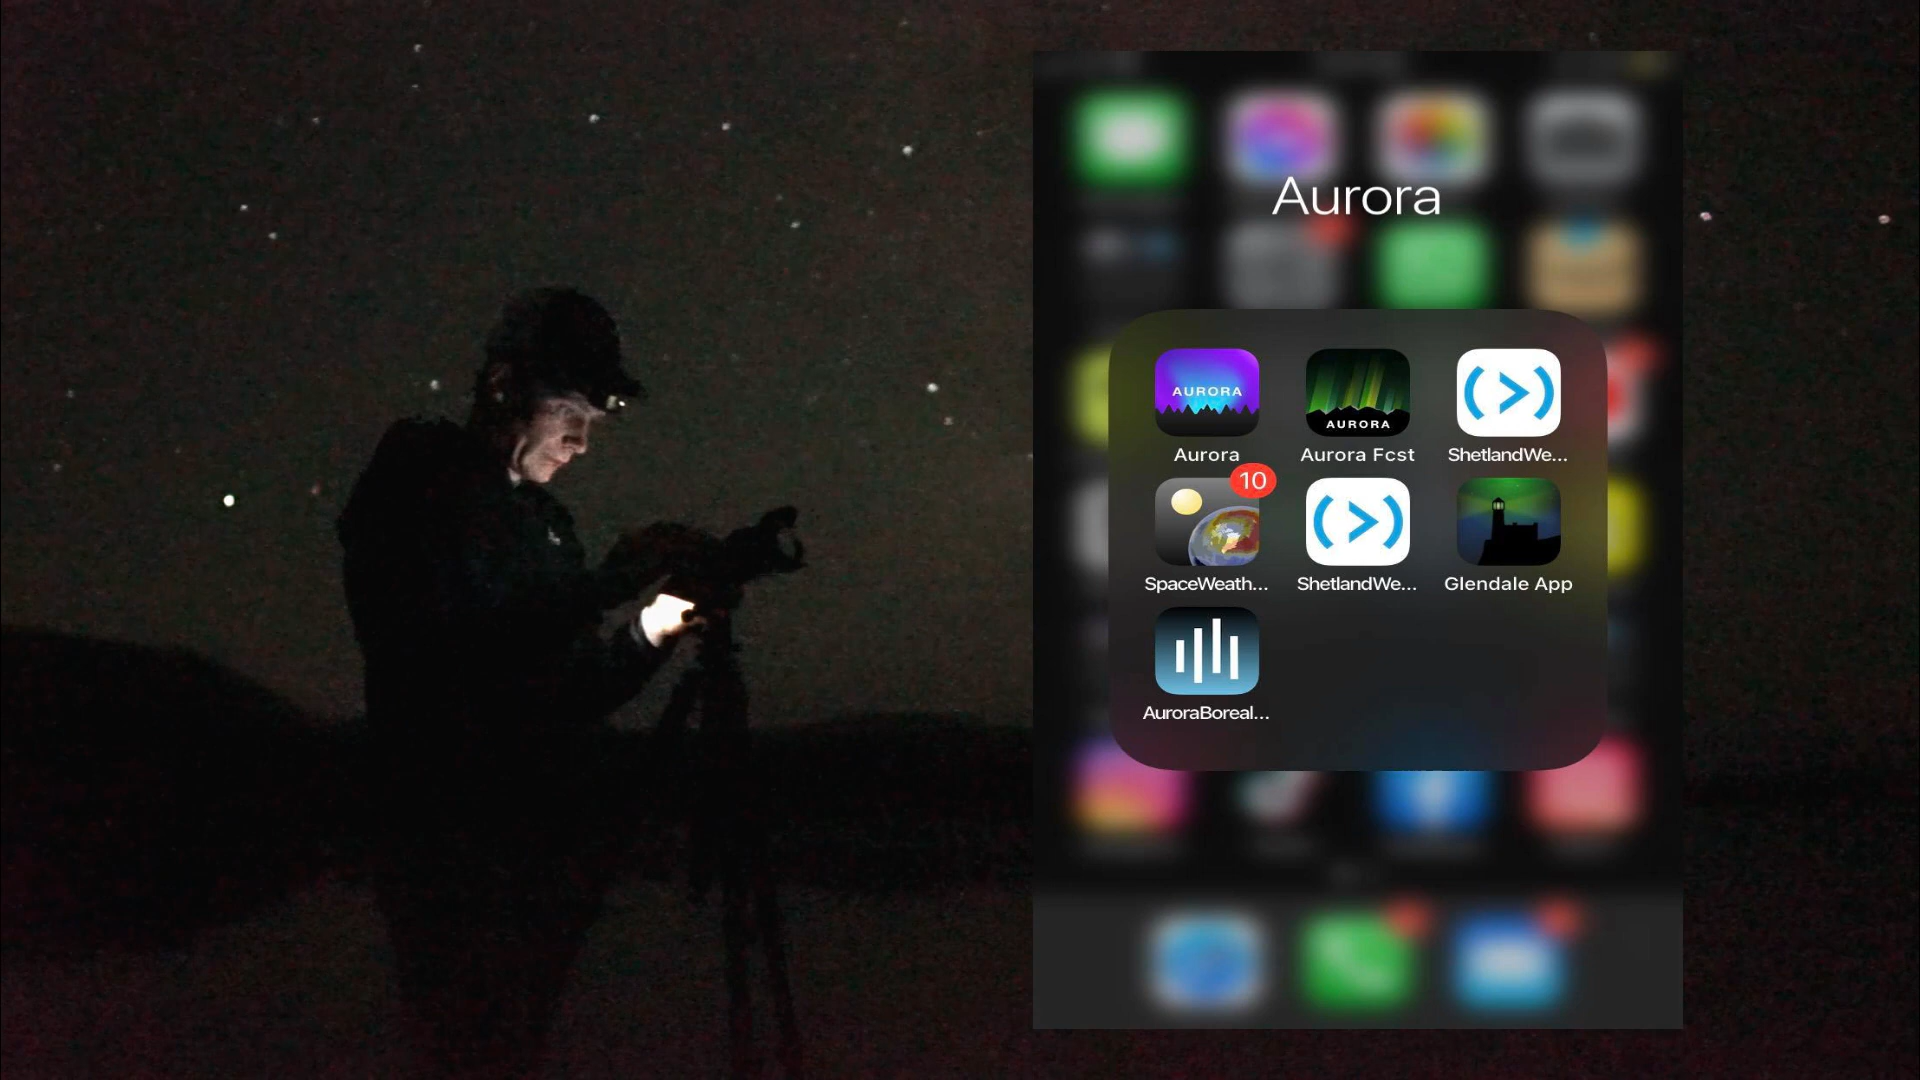 Aurora
AURORA
AURORA
Aurora
Aurora Fcst
ShetlandWe...
10
SpaceWeath...
ShetlandWe...
Glendale App
AuroraBoreal...